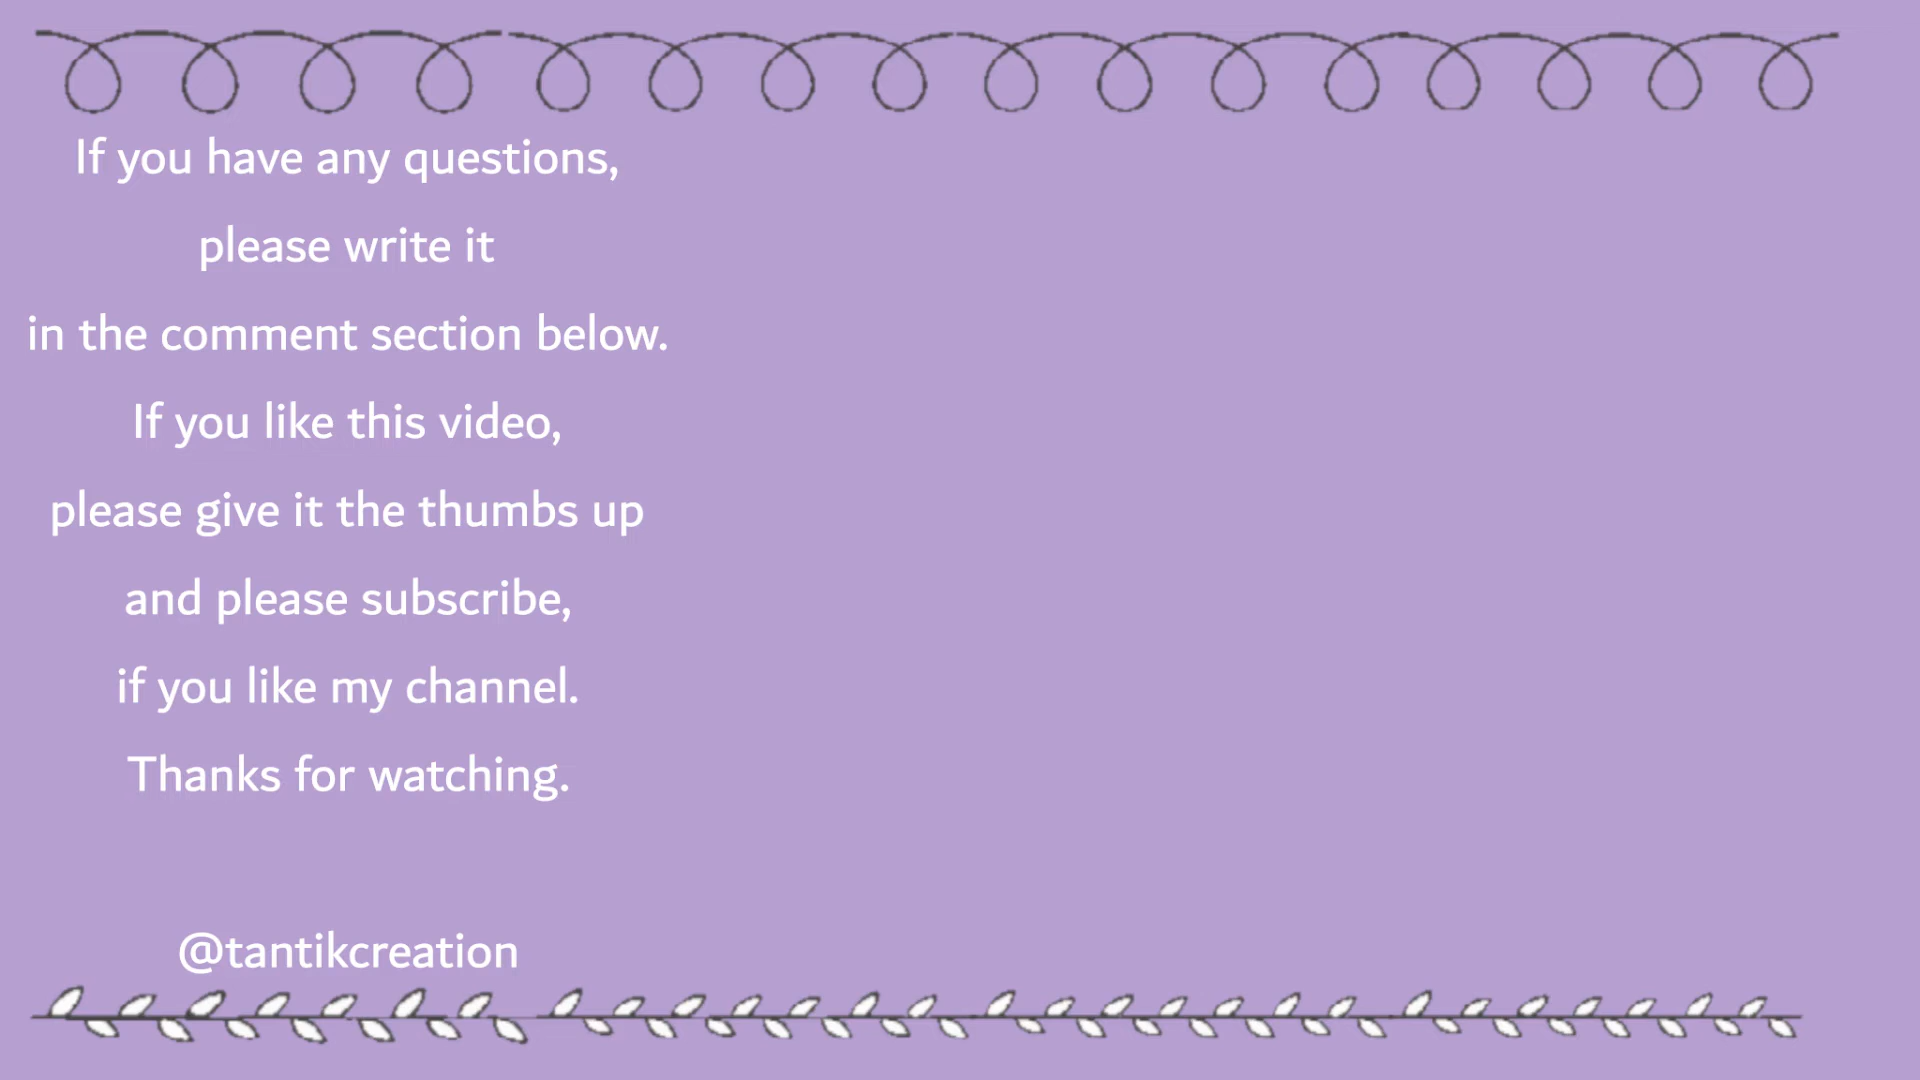 If you have any questions,
please write it
in the comment section below.
If you like this video,
please give it the thumbs up
and please subscribe,
if you like my channel.
Thanks for watching.
@tantikcreation